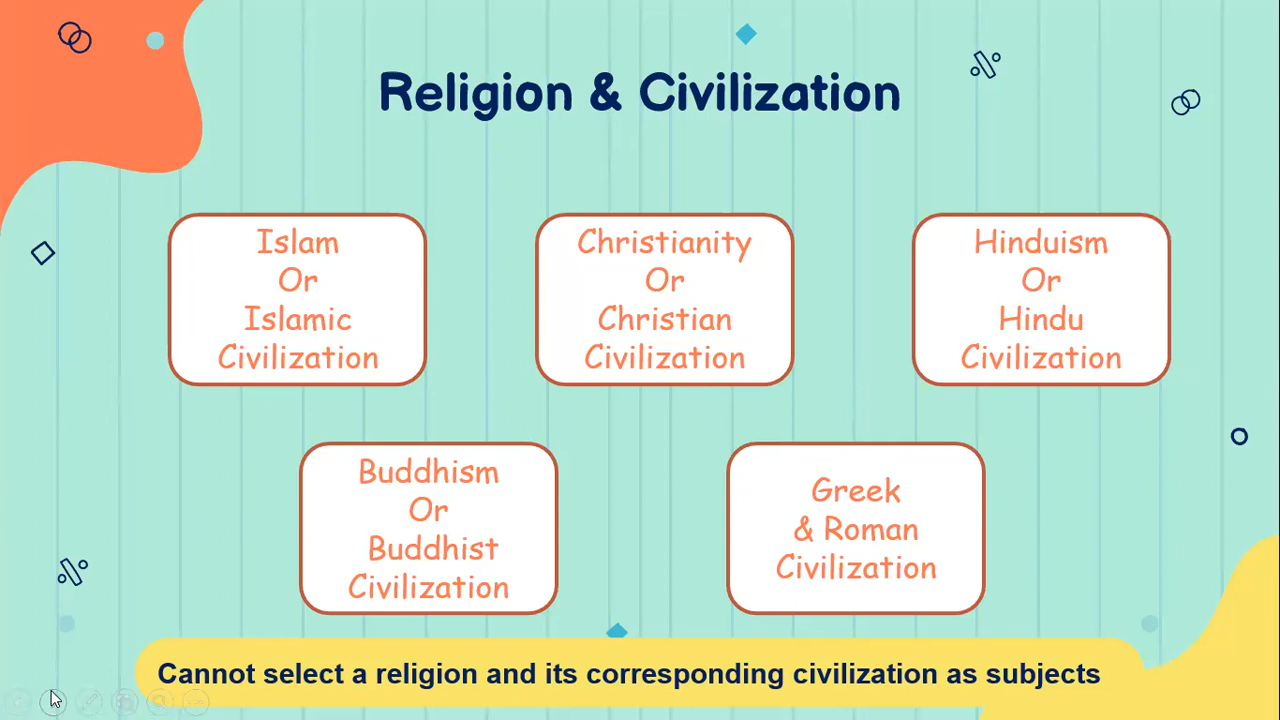 Religion & Civilization
Islam
Or
Islamic
Civilization
Christianity
Or
Christian
Civilization
Hinduism
Or
Hindu
Civilization
Buddhism
Or
Buddhist
Civilization
Greek
& Roman
Civilization
Cannot select a religion and its corresponding civilization as subjects